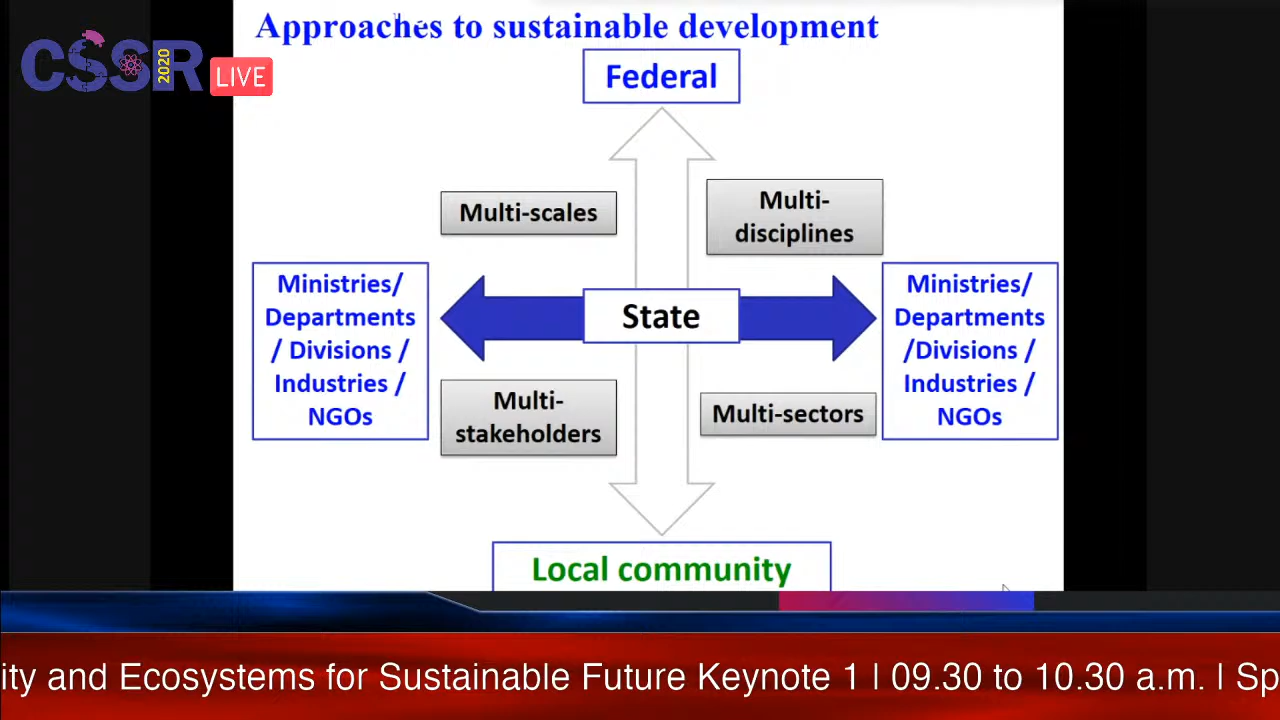 Approaches to sustainable development
CSSR
2020
LIVE
Federal
Multi-scales
Multi-
disciplines
Ministries/
Departments
/ Divisions /
Industries /
NGOs
State
Ministries/
Departments
/Divisions /
Industries /
NGOs
Multi-
stakeholders
Multi-sectors
Local community
ity and Ecosystems for Sustainable Future Keynote 1 | 09.30 to 10.30 a.m. | Sp